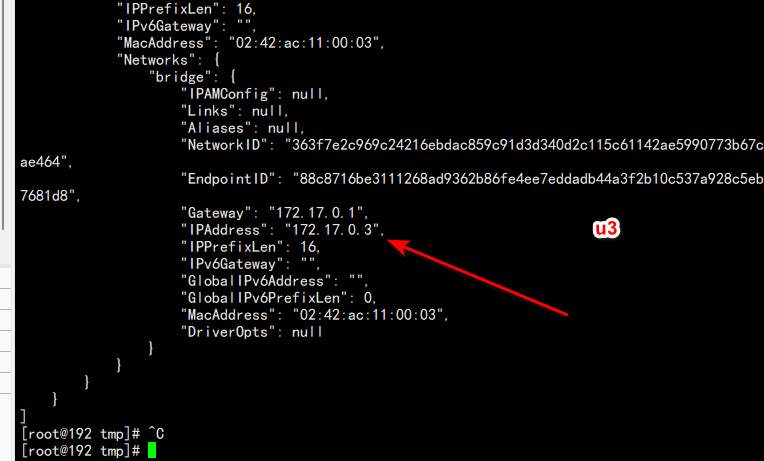 "IPPrefixLen": 16,
"IPv6Gateway": "",
"MacAddress": "02:42:ac:11:00:03",
"Networks": {
"bridge": {
"IPAMConfig": null,
"Links": null,
"Aliases": null,
"NetworkID": "363f7e2c969c24216ebdac859c91d3d340d2c115c61142ae5990773b67c
ae464",
"EndpointID": "88c8716be3111268ad9362b86fe4ee7eddadb44a3f2b10c537a928c5eb
7681d8",
"Gateway": "172.17.0.1",
"IPAddress": "172.17.0.3",
u3
"IPPrefixLen": 16,
"IPv6Gateway": "",
"GlobalIPv6Address": "",
"GlobalIPv6PrefixLen": 0,
"MacAddress": "02:42:ac:11:00:03",
"DriverOpts": null
}
}
}
}
]
[root@192 tmp]# ^C
[root@192 tmp]#